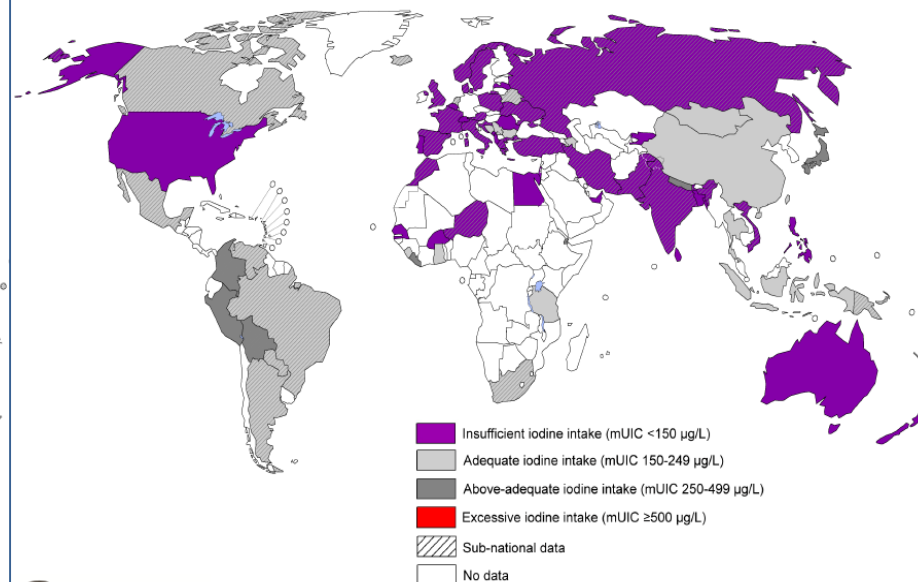 Insufficient iodine intake (mUIC <150 µg/L)
Adequate iodine intake (mUIC 150-249 µg/L)
Above-adequate iodine intake (mUIC 250-499 µg/L)
Excessive iodine intake (mUIC ≥500 µg/L)
Sub-national data
No data